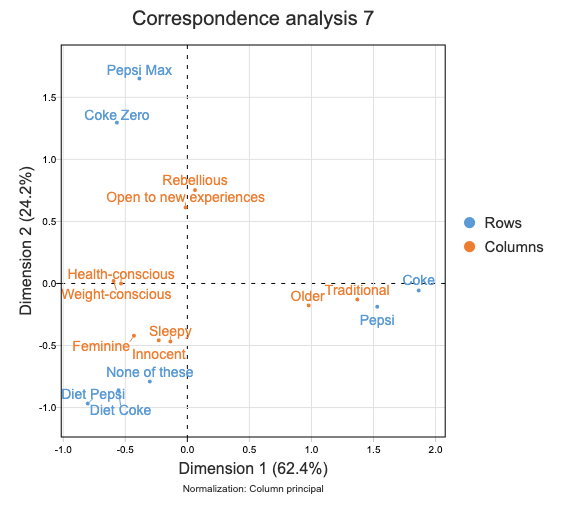 Correspondence analysis 7
Pepsi Max
1.5
Coke Zero
1.0
Rebellious
Open to new experiences
0.5
Health-conscious
Coke
0.0
Weight-conscious
Older
Traditional
Pepsi
Sleepy
-0.5
Feminine
Innocent
None of these
Diet Pepsi
-1.0
Diet Coke
-1.0 -0.5 0.0 0.5 1.0 1.5 2.0
Dimension 1 (62.4%)
Normalization: Column principal
Dimension 2 (24.2%)
Rows
Columns